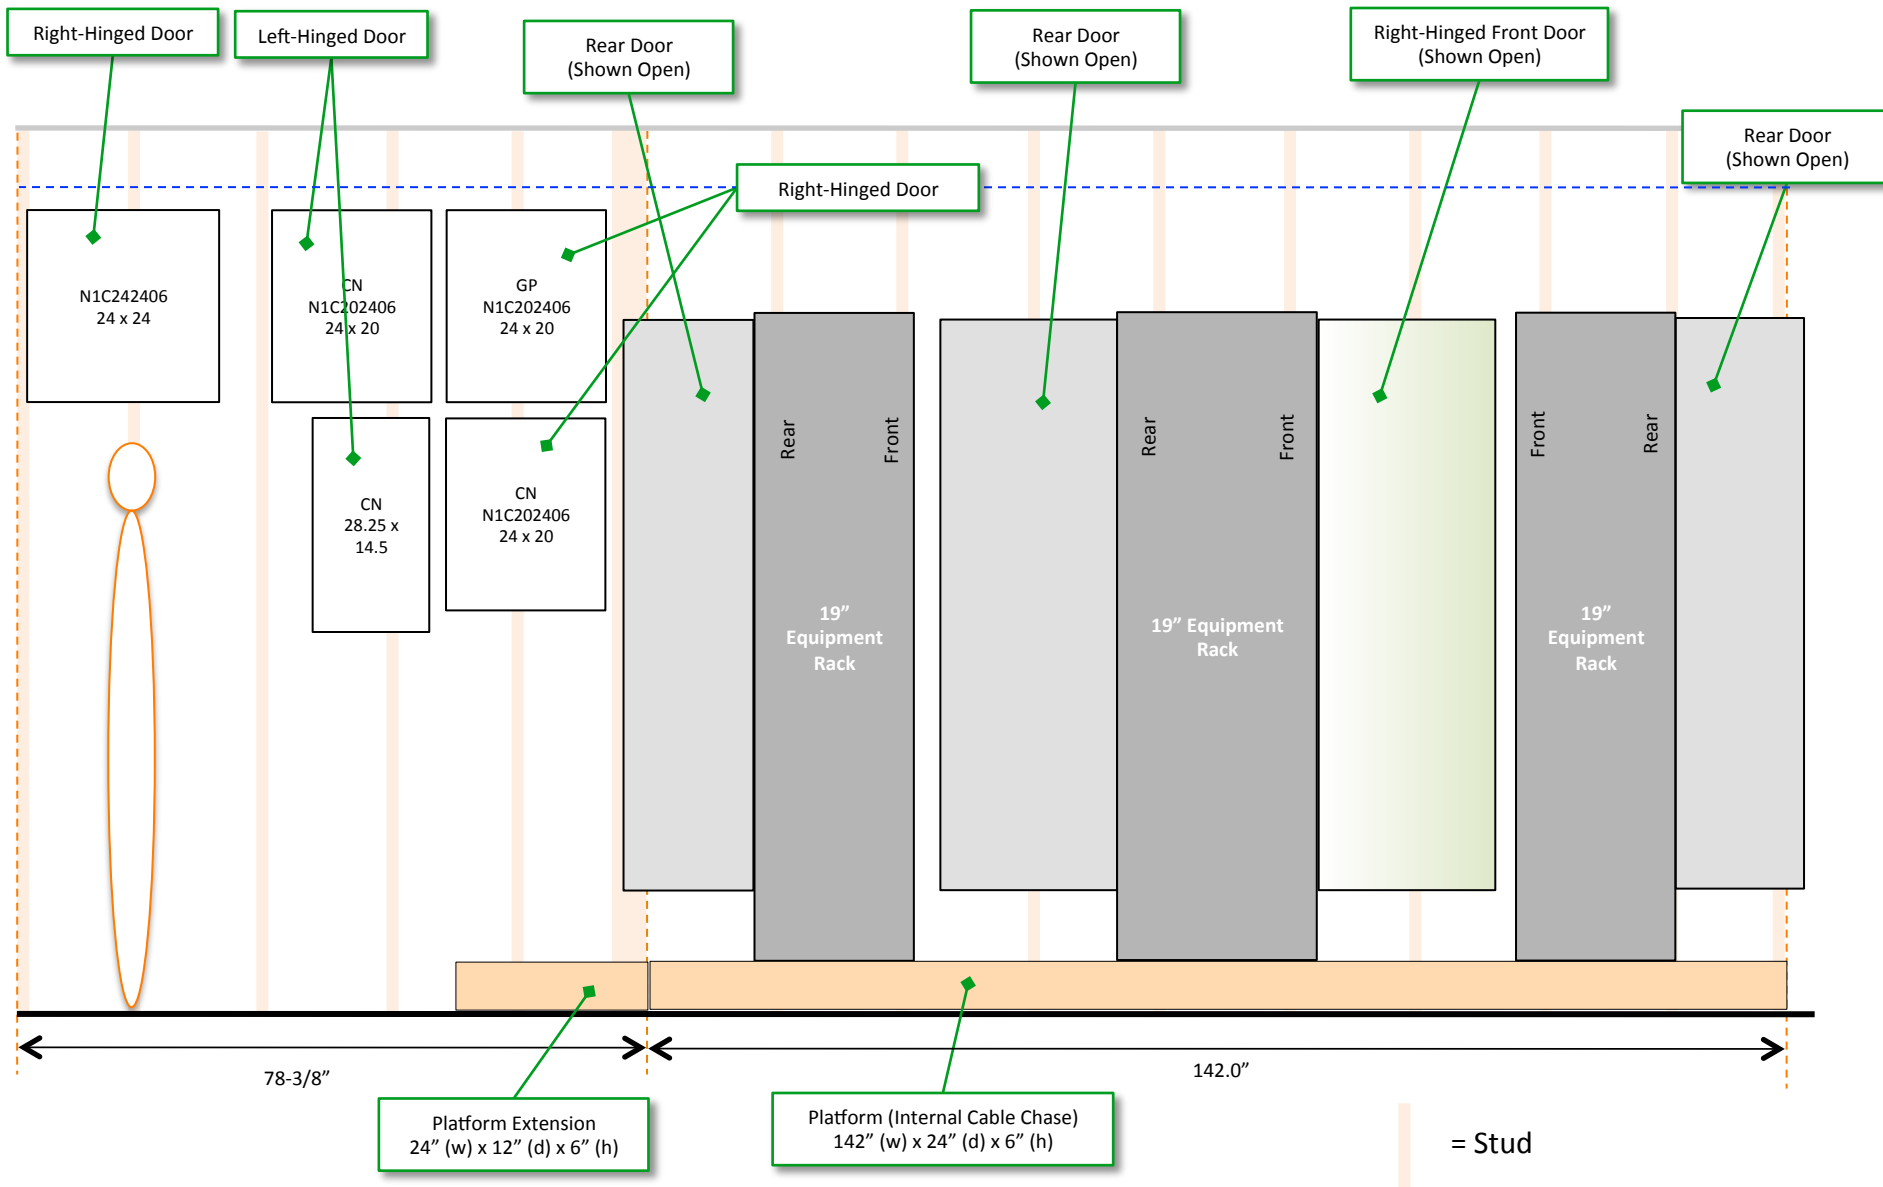 Right-Hinged Door
Left-Hinged Door
Rear Door
(Shown Open)
Rear Door
(Shown Open)
Right-Hinged Front Door
(Shown Open)
Rear Door
(Shown Open)
Right-Hinged Door
N1C242406
24 x 24
CN
N1C202406
24 x 20
GP
N1C202406
24 x 20
CN
28.25 x
14.5
CN
N1C202406
24 x 20
Rear
Front
19”
Equipment
Rack
Rear
Front
19” Equipment
Rack
Front
Rear
19”
Equipment
Rack
78-3/8”
142.0”
Platform Extension
24” (w) x 12” (d) x 6” (h)
Platform (Internal Cable Chase)
142” (w) x 24” (d) x 6” (h)
= Stud